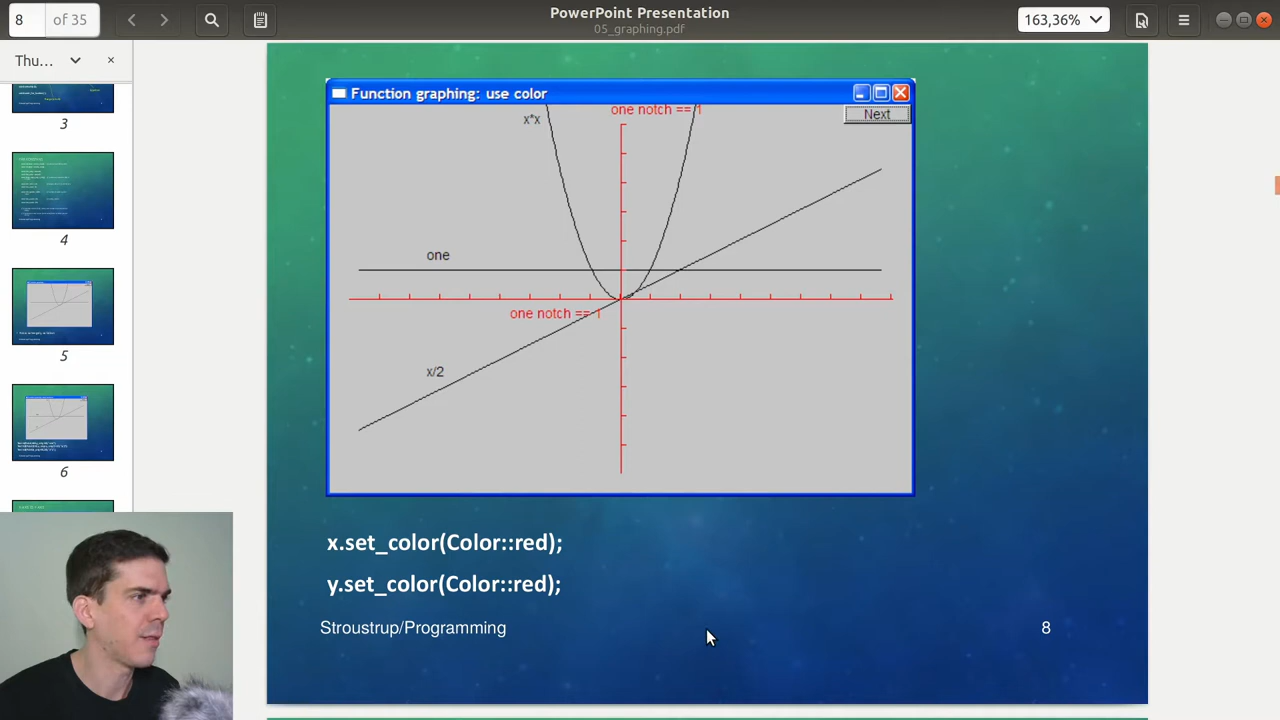 8
of 35
PowerPoint Presentation
05_graphing.pdf
163,36%
Thu...
3
4
5
6
Function graphing: use color
Next
one notch == 1
x*x
one
one notch == 1
x/2
x.set_color(Color::red);
y.set_color(Color::red);
Stroustrup/Programming
8